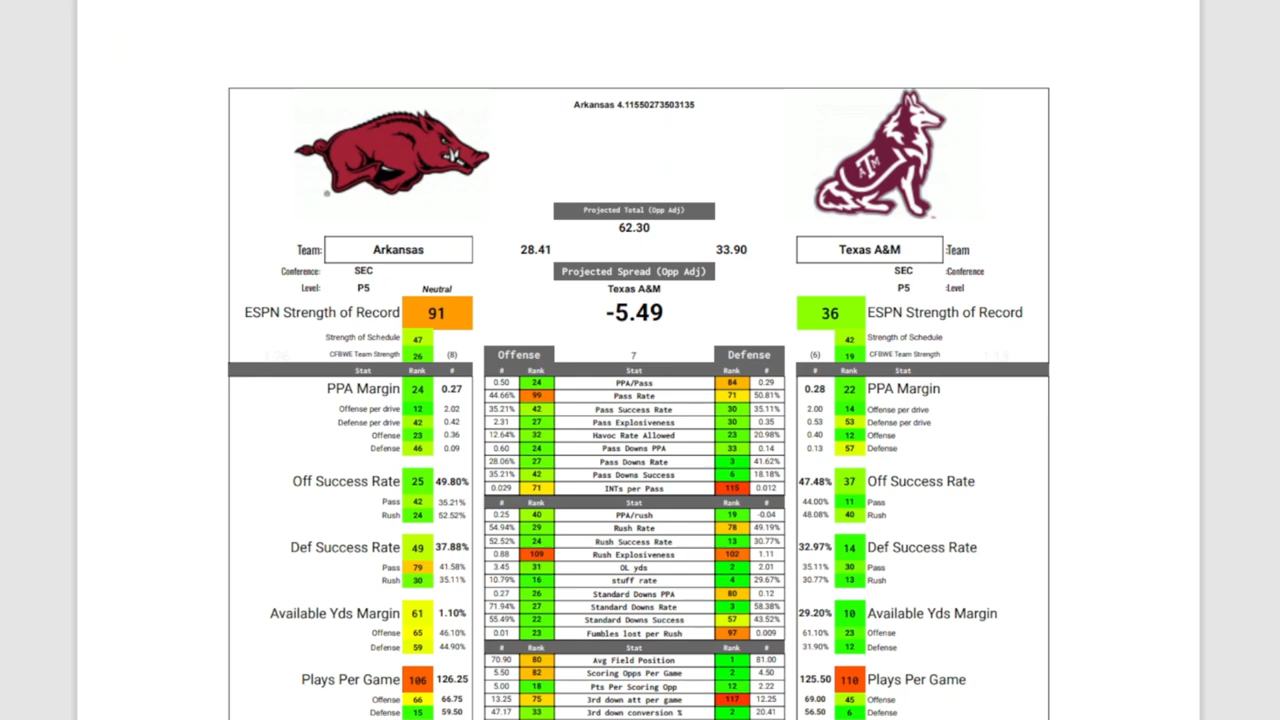 Arkansas 4.11550273503135
ATM
Projected Total (Opp Adj)
62.30
Team: Arkansas 28.41 33.90 Texas A&M :Team
Conference: SEC Projected Spread (Opp Adj) SEC :Conference
Level: P5 Neutral Texas A&M P5 :Level
ESPN Strength of Record 91 -5.49 36 ESPN Strength of Record
Strength of Schedule 47 42 Strength of Schedule
CFBWE Team Strength 26 (8) Offense 7 Defense (6) 19 CFBWE Team Strength
Stat Rank # # Rank Stat Rank # # Rank Stat
PPA Margin 24 0.27 0.50 24 PPA/Pass 84 0.29 0.28 22 PPA Margin
44.66% 99 Pass Rate 71 50.81%
Offense per drive 12 2.02 35.21% 42 Pass Success Rate 30 35.11% 2.00 14 Offense per drive
Defense per drive 42 0.42 2.31 27 Pass Explosiveness 30 0.35 0.53 53 Defense per drive
Offense 23 0.36 12.64% 32 Havoc Rate Allowed 23 20.98% 0.40 12 Offense
Defense 46 0.09 0.60 24 Pass Downs PPA 33 0.14 0.13 57 Defense
28.06% 27 Pass Downs Rate 3 41.62%
Off Success Rate 25 49.80% 35.21% 42 Pass Downs Success 6 18.18% 47.48% 37 Off Success Rate
0.029 71 INTs per Pass 115 0.012
Pass 42 35.21% # Rank Stat Rank # 44.00% 11 Pass
Rush 24 52.52% 0.25 40 PPA/rush 19 -0.04 48.08% 40 Rush
54.94% 29 Rush Rate 78 49.19%
Def Success Rate 49 37.88% 52.52% 24 Rush Success Rate 13 30.77% 32.97% 14 Def Success Rate
0.88 109 Rush Explosiveness 102 1.11
Pass 79 41.58% 3.45 31 OL yds 2 2.01 35.11% 30 Pass
Rush 30 35.11% 10.79% 16 stuff rate 4 29.67% 30.77% 13 Rush
0.27 26 Standard Downs PPA 80 0.12
Available Yds Margin 61 1.10% 71.94% 27 Standard Downs Rate 3 58.38% 29.20% 10 Available Yds Margin
55.49% 22 Standard Downs Success 57 43.52%
Offense 65 46.10% 0.01 23 Fumbles lost per Rush 97 0.009 61.10% 23 Offense
Defense 59 44.90% # Rank Stat Rank # 31.90% 12 Defense
70.90 80 Avg Field Position 1 81.00
Plays Per Game 106 126.25 5.50 82 Scoring Opps Per Game 2 4.50 125.50 110 Plays Per Game
5.00 18 Pts Per Scoring Opp 12 2.22
Offense 66 66.75 13.25 75 3rd down att per game 117 12.25 69.00 45 Offense
Defense 15 59.50 47.17 33 3rd down conversion % 2 20.41 56.50 6 Defense